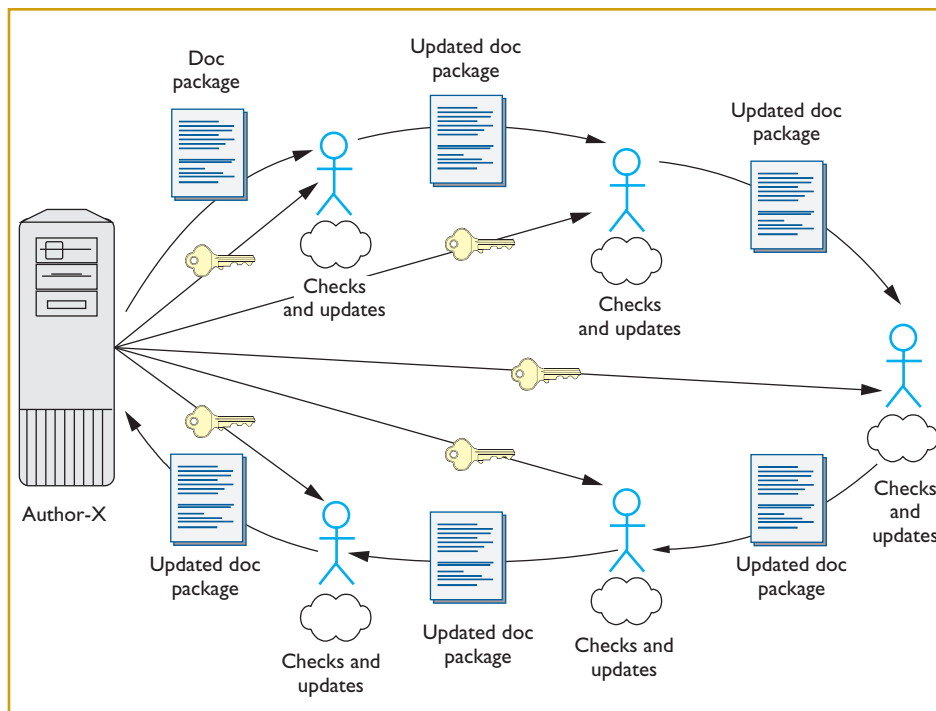 Doc
package
Updated doc
package
Updated doc
package
Checks
and updates
Checks
and updates
Author-X
Checks
and
updates
Updated doc
package
Updated doc
package
Updated doc
package
Checks and
updates
Checks and
updates